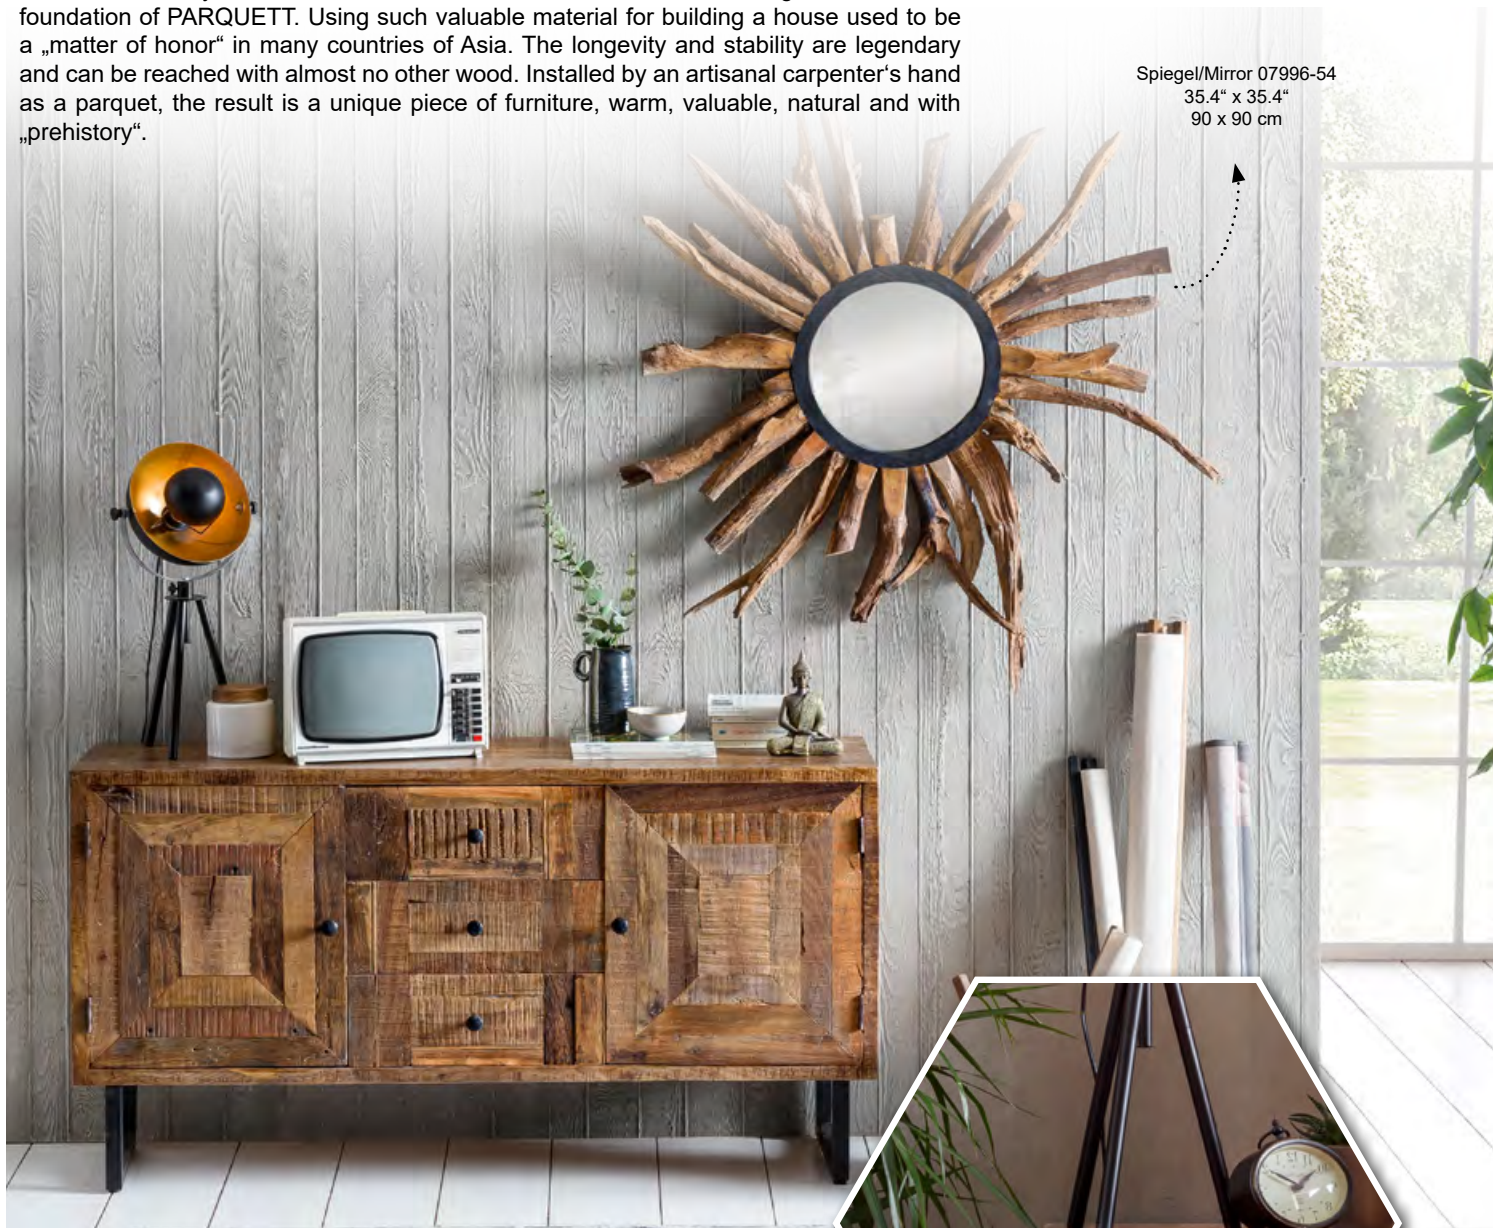 foundation of PARQUETT. Using such valuable material for building a house used to be
a „matter of honor“ in many countries of Asia. The longevity and stability are legendary
and can be reached with almost no other wood. Installed by an artisanal carpenter‘s hand
as a parquet, the result is a unique piece of furniture, warm, valuable, natural and with
„prehistory“.
Spiegel/Mirror 07996-54
35.4“ x 35.4“
90 x 90 cm